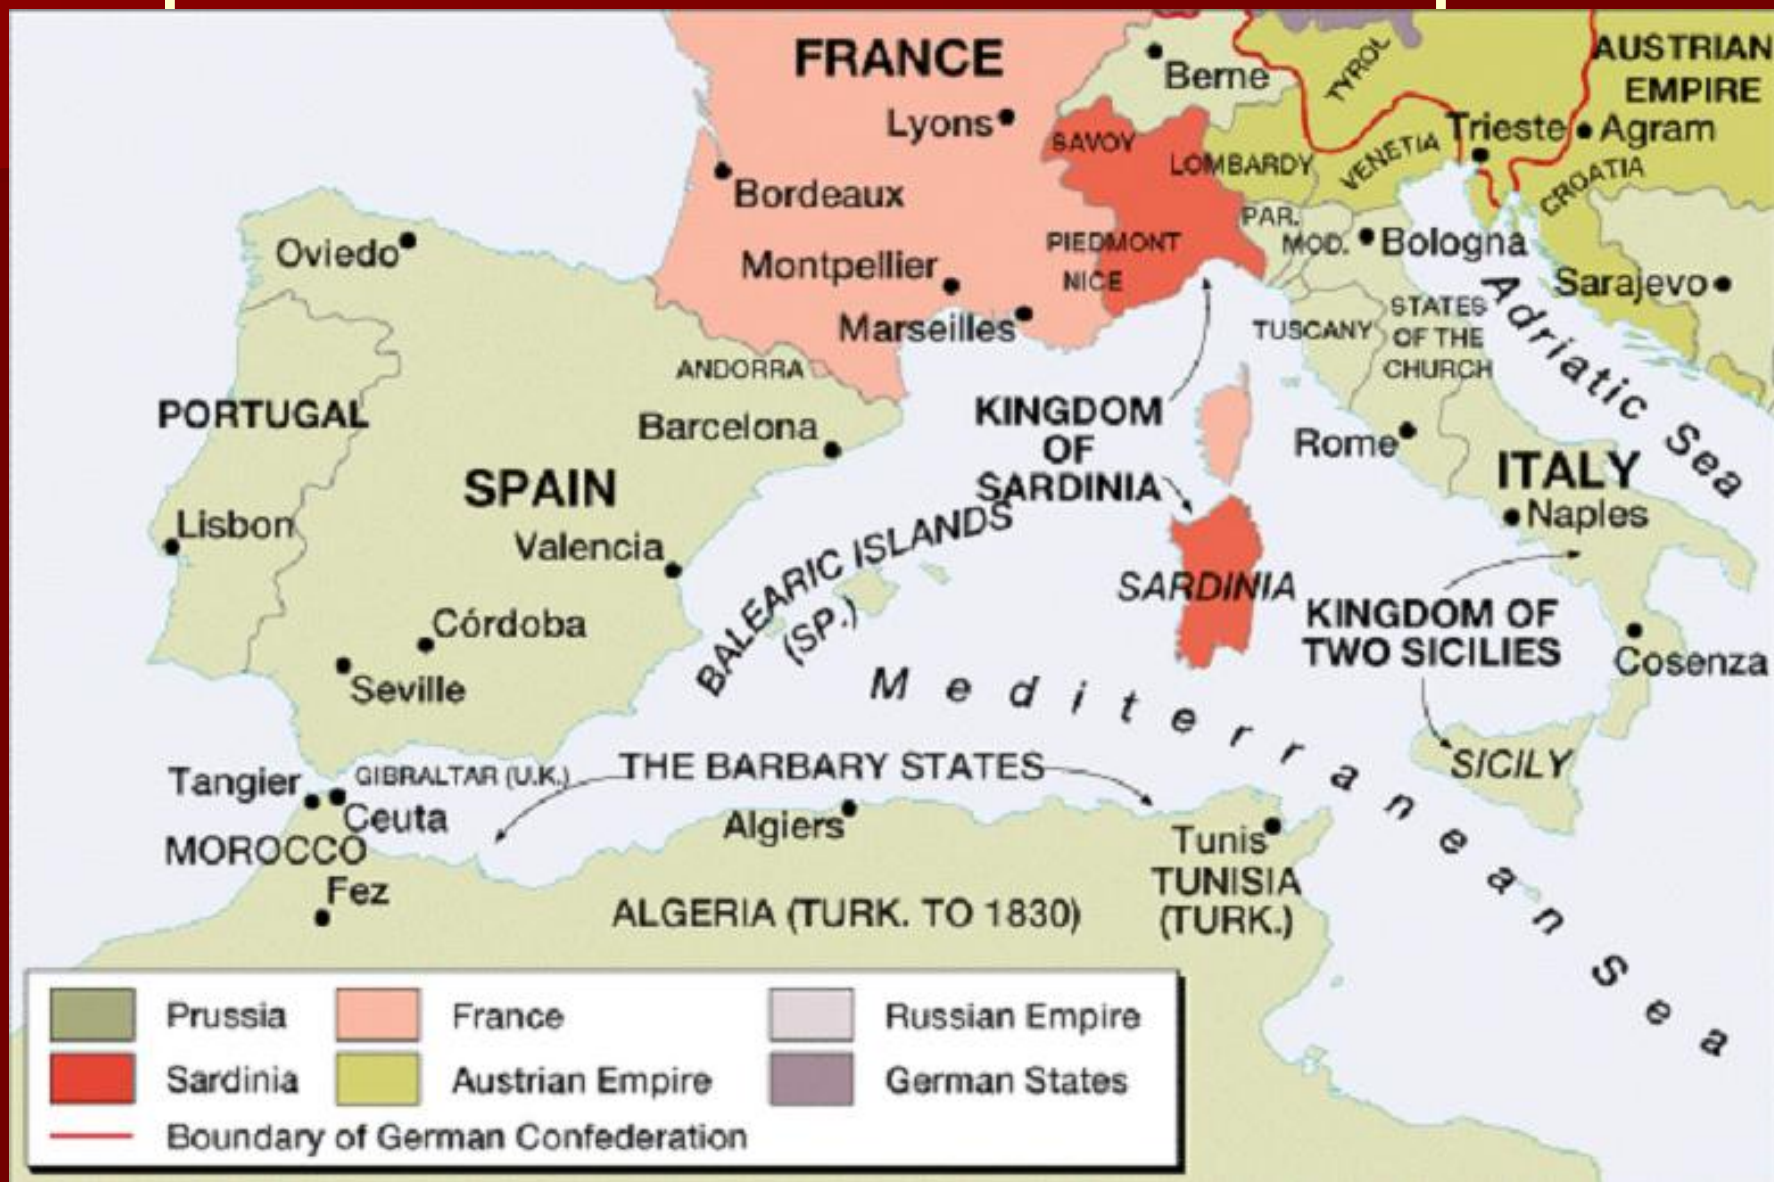 FRANCE
Berne
TYROL
AUSTRIAN
EMPIRE
Lyons
SAVOY
LOMBARDY
VENETIA
Trieste
Agram
CROATIA
Bordeaux
PAR.
MOD.
Bologna
Oviedo
Montpellier
PIEDMONT
NICE
Sarajevo
Marseilles
TUSCANY
STATES
OF THE
CHURCH
Adriatic Sea
ANDORRA
PORTUGAL
Barcelona
KINGDOM
OF
SARDINIA
Rome
ITALY
SPAIN
Naples
Lisbon
Valencia
BALEARIC ISLANDS
(SP.)
SARDINIA
Córdoba
KINGDOM OF
TWO SICILIES
Cosenza
Seville
Mediterranean Sea
THE BARBARY STATES
SICILY
Tangier
GIBRALTAR (U.K.)
Ceuta
Algiers
Tunis
MOROCCO
Fez
ALGERIA (TURK. TO 1830)
TUNISIA
(TURK.)
Prussia
France
Russian Empire
Sardinia
Austrian Empire
German States
Boundary of German Confederation